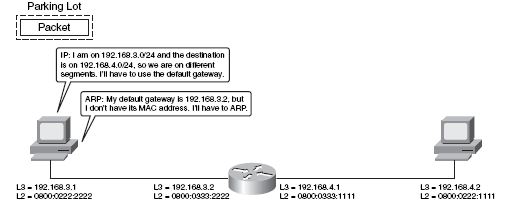 Parking Lot
Packet
IP: I am on 192.168.3.0/24 and the destination
is on 192.168.4.0/24, so we are on different
segments. I'll have to use the default gateway.
ARP: My default gateway is 192.168.3.2, but
I don't have its MAC address. I'll have to ARP.
L3 = 192.168.3.1
L2 = 0800:0222:2222
L3 = 192.168.3.2
L2 = 0800:0333:2222
L3 = 192.168.4.1
L2 = 0800:0333:1111
L3 = 192.168.4.2
L2 = 0800:0222:1111